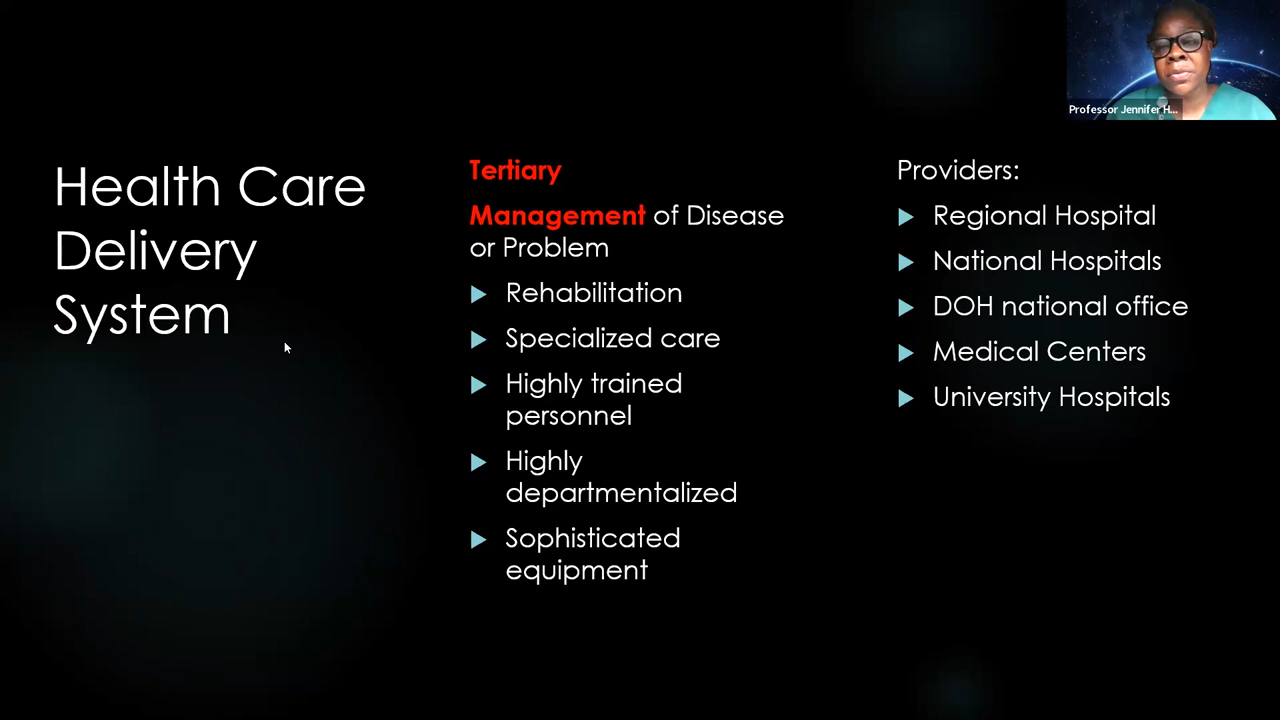 Professor Jennifer H...
Health Care
Delivery
System
Tertiary
Management of Disease
or Problem
Rehabilitation
Specialized care
Highly trained
personnel
Highly
departmentalized
Sophisticated
equipment
Providers:
Regional Hospital
National Hospitals
DOH national office
Medical Centers
University Hospitals